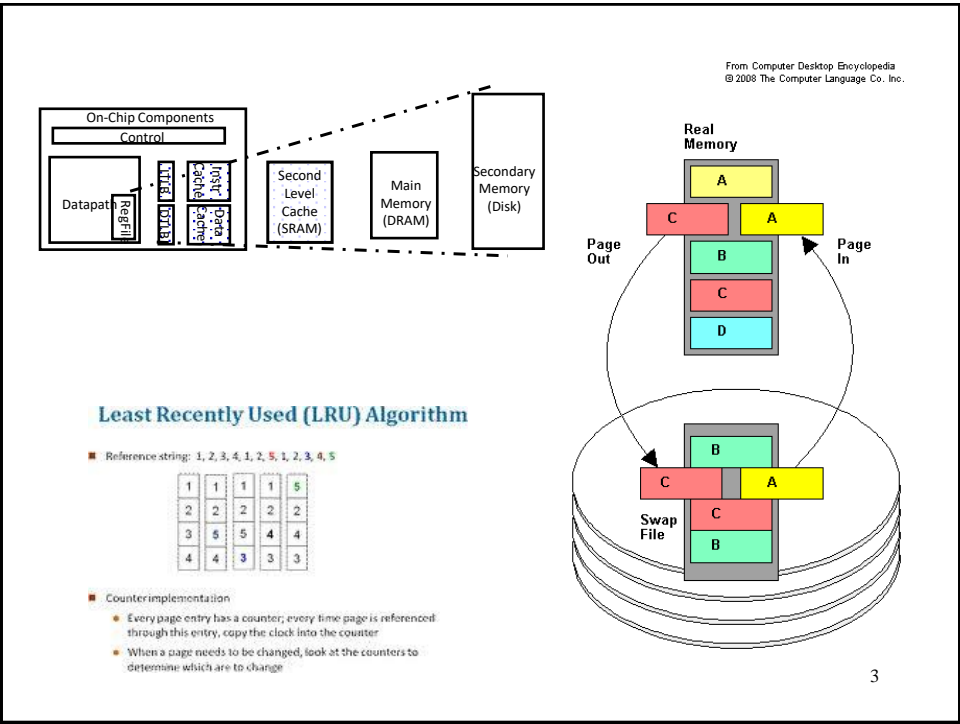 From Computer Desktop Encyclopedia
© 2008 The Computer Language Co. Inc.
On-Chip Components
Control
Datapath
RegFile
ITLB
DTLB
Instr
Cache
Data
Cache
Second
Level
Cache
(SRAM)
Main
Memory
(DRAM)
Secondary
Memory
(Disk)
Real
Memory
A
C
A
Page
Out
Page
In
B
C
D
B
C
A
Swap
File
C
B
Least Recently Used (LRU) Algorithm
Reference string: 1, 2, 3, 4, 1, 2, 5, 1, 2, 3, 4, 5
1 1 1 1 5
2 2 2 2 2
3 5 5 4 4
4 4 3 3 3
Counter implementation
Every page entry has a counter; every time page is referenced
through this entry, copy the clock into the counter
When a page needs to be changed, look at the counters to
determine which are to change
3